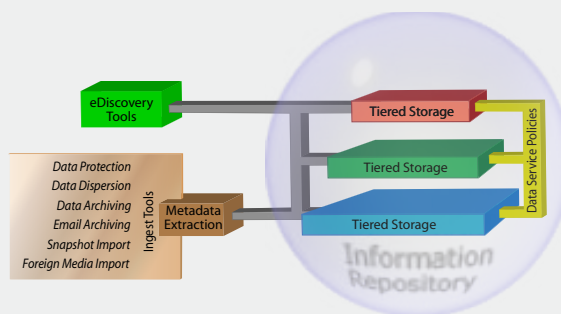 eDiscovery
Tools
Tiered Storage
Tiered Storage
Tiered Storage
Data Service Policies
Data Protection
Data Dispersion
Data Archiving
Email Archiving
Snapshot Import
Foreign Media Import
Ingest Tools
Metadata
Extraction
Information
Repository